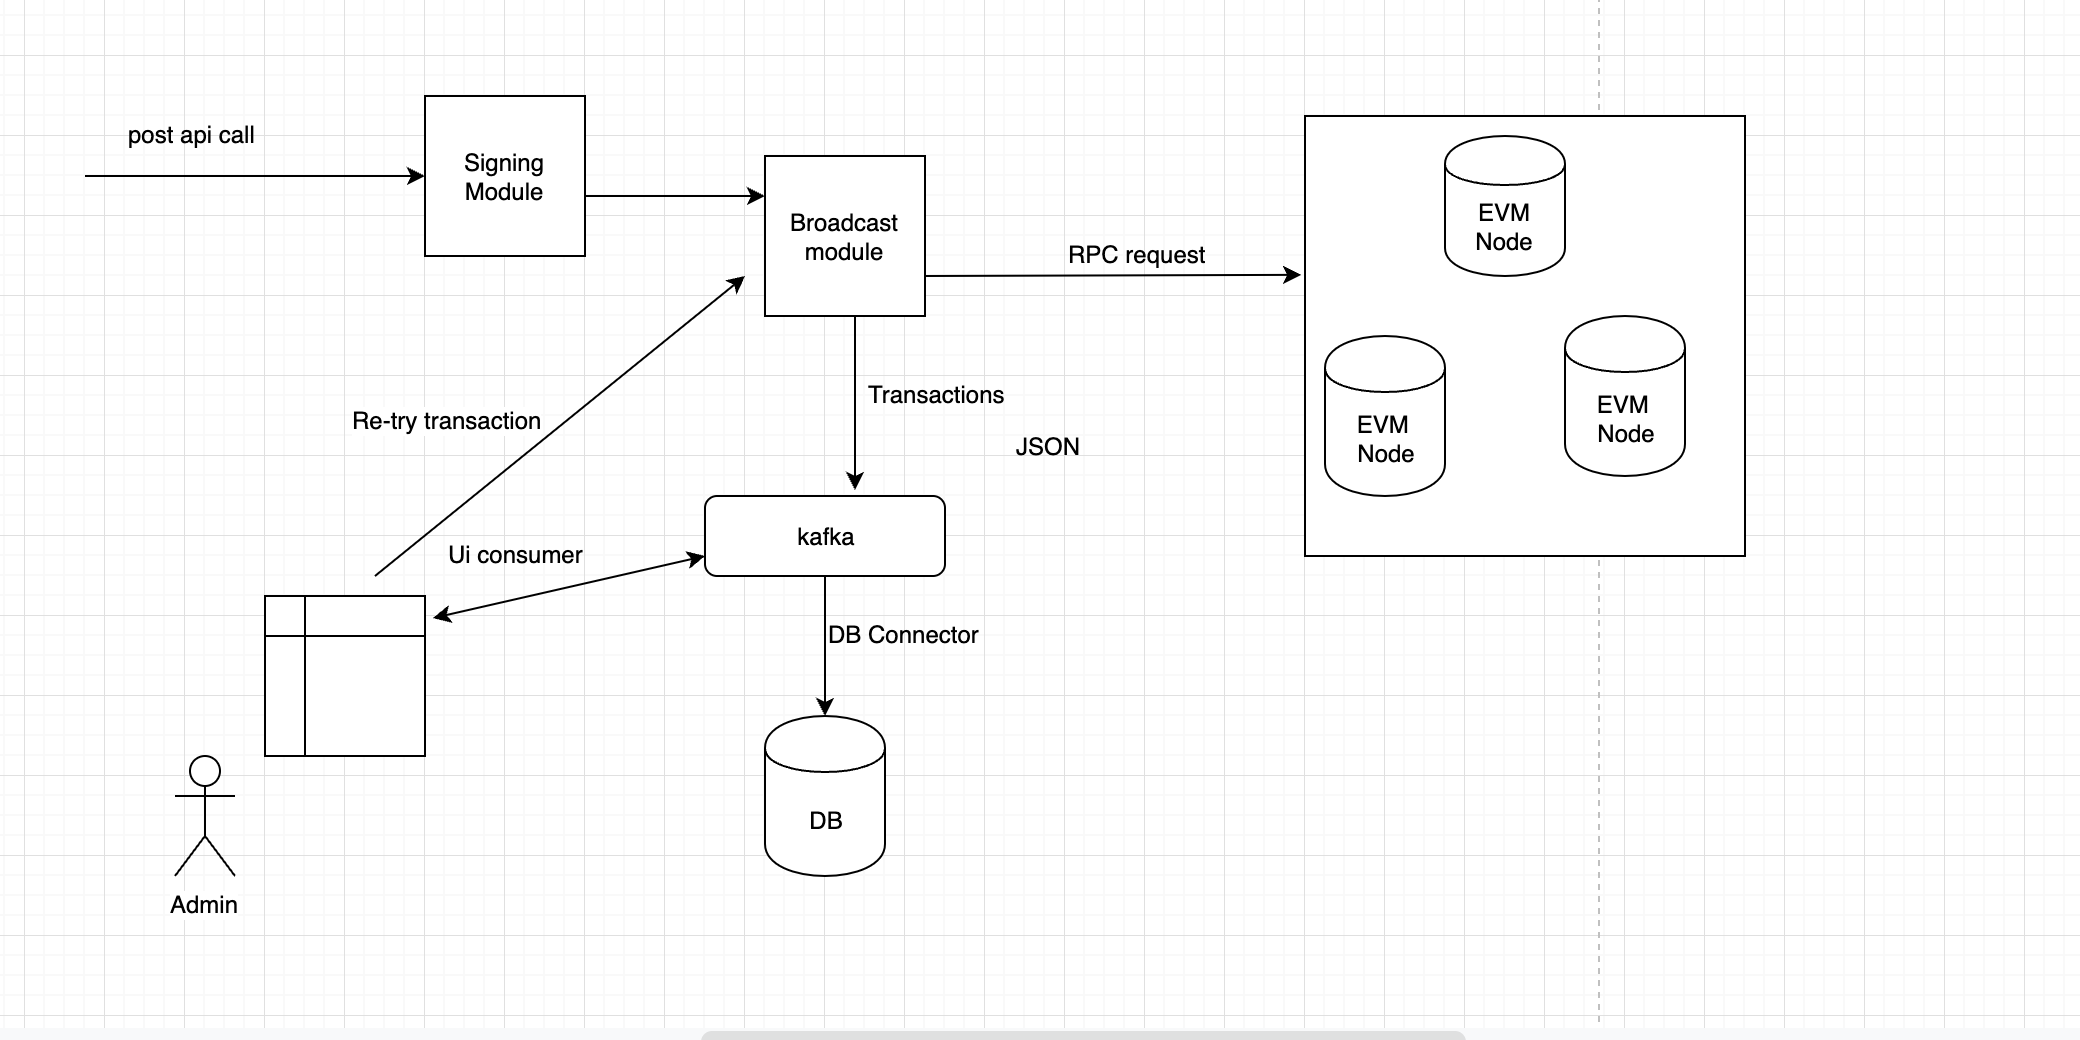 post api call
Signing
Module
Broadcast
module
RPC request
EVM
Node
EVM
Node
EVM
Node
Re-try transaction
Transactions
JSON
Ui consumer
kafka
DB Connector
DB
Admin